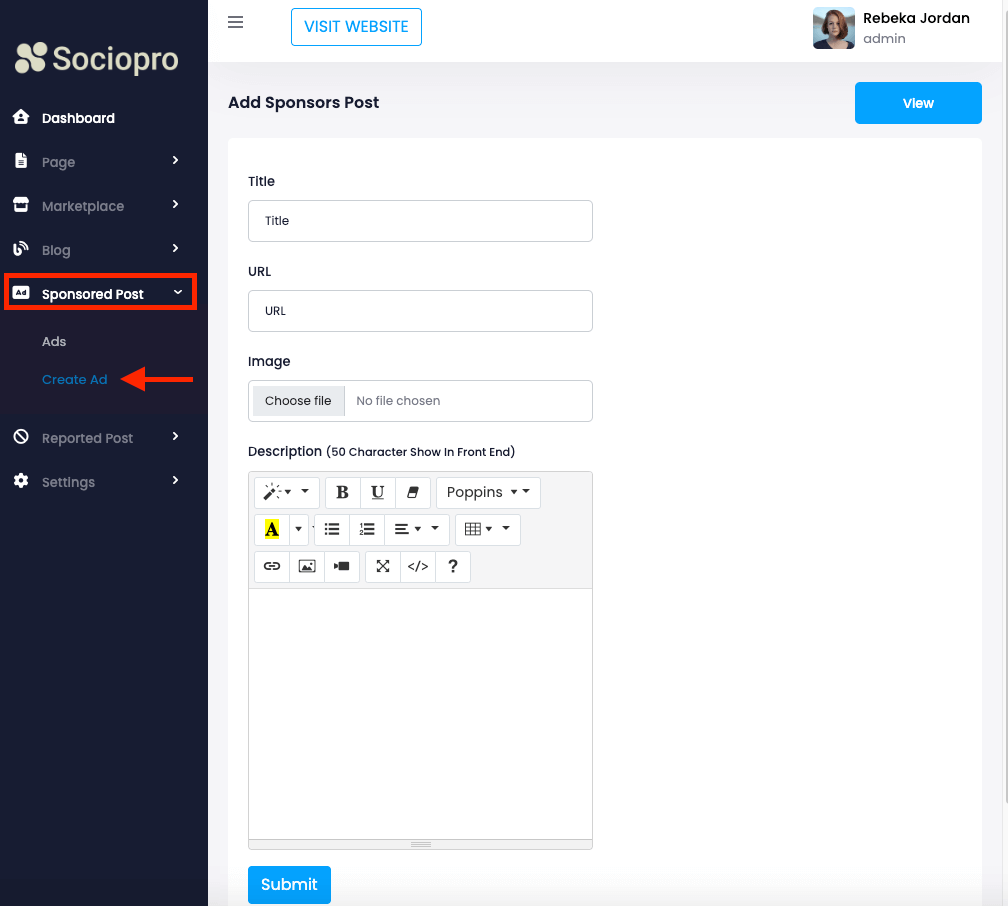 VISIT WEBSITE
Rebeka Jordan
admin
Sociopro
Dashboard
Page
Marketplace
Blog
Ad Sponsored Post
Ads
Create Ad
Reported Post
Settings
Add Sponsors Post
View
Title
Title
URL
URL
Image
Choose file No file chosen
Description (50 Character Show In Front End)
B U Poppins
A
</> ?
Submit